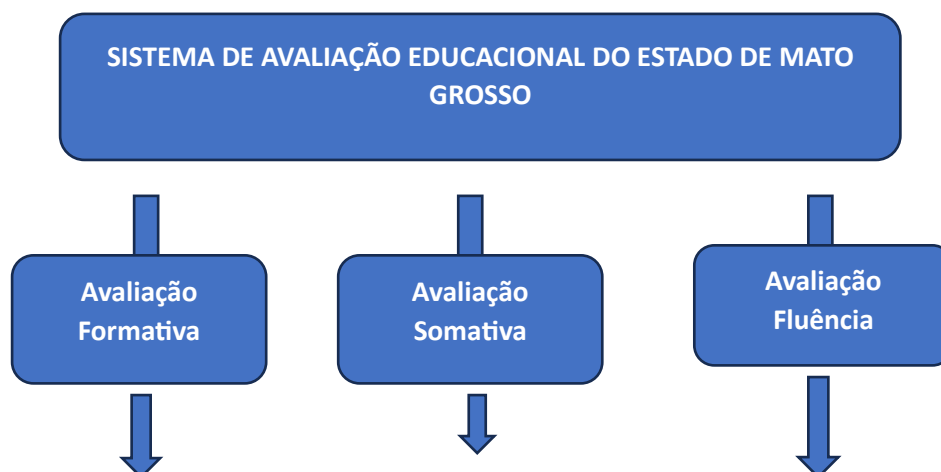 SISTEMA DE AVALIAÇÃO EDUCACIONAL DO ESTADO DE MATO
GROSSO
Avaliação
Formativa
Avaliação
Somativa
Avaliação
Fluência